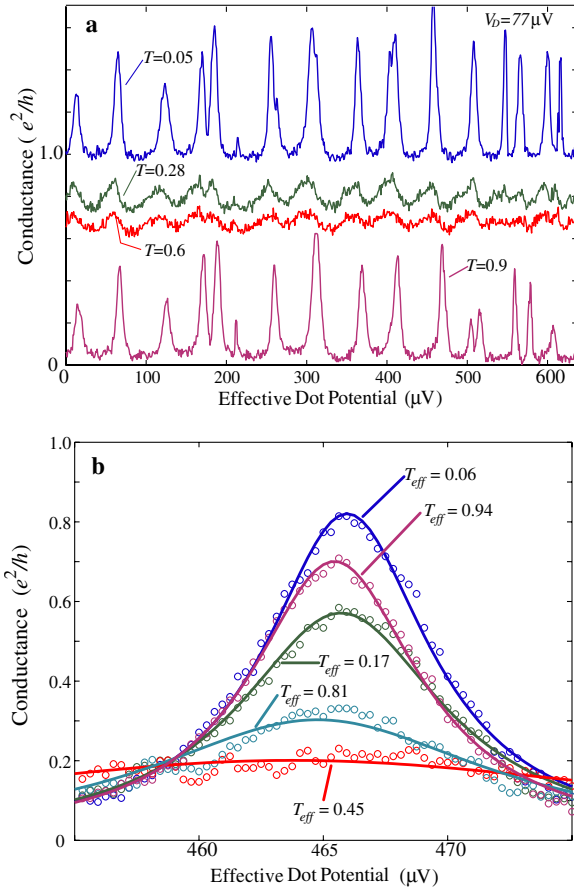 a
V_D=77μV
T=0.05
1.0
T=0.28
T=0.6
T=0.9
0
Conductance ( e²/h)
0 100 200 300 400 500 600
Effective Dot Potential (μV)
b
1.0
T_eff = 0.06
0.8
T_eff = 0.94
0.6
T_eff = 0.17
0.4
T_eff = 0.81
0.2
T_eff = 0.45
0
Conductance (e²/h)
460 465 470
Effective Dot Potential (μV)